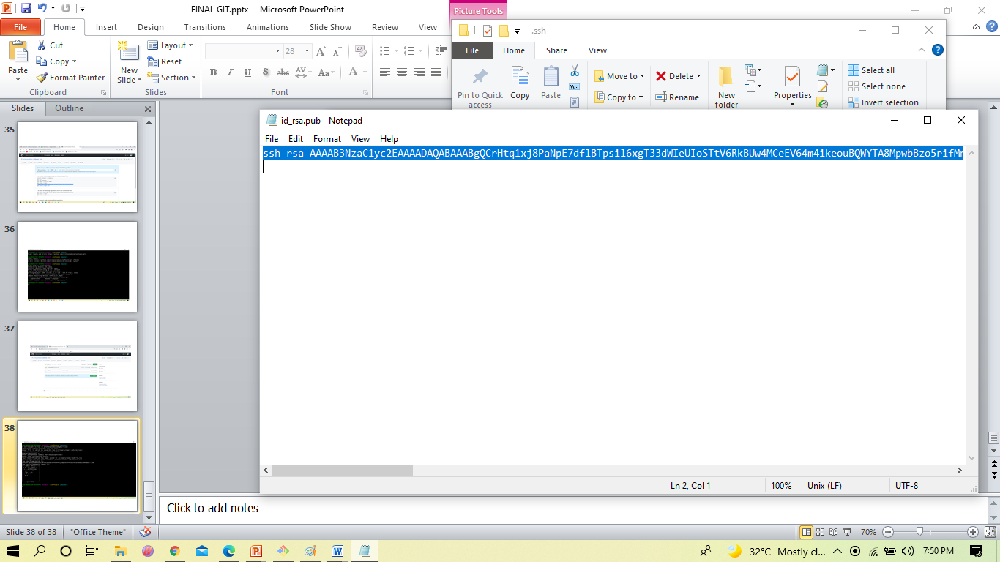 FINAL GIT.pptx - Microsoft PowerPoint
Picture Tools
File Home Insert Design Transitions Animations Slide Show Review View
Paste
Cut
Copy
Format Painter
Clipboard
New Slide
Layout
Reset
Section
Slides
28
B I U S abc AV Aa A
Font
.ssh
File Home Share View
Pin to Quick access
Copy
Paste
Move to
Copy to
Delete
Rename
New folder
Properties
Select all
Select none
Invert selection
Slides Outline
35
36
37
38
id_rsa.pub - Notepad
File Edit Format View Help
ssh-rsa AAAAB3NzaC1yc2EAAAADAQABAAABgQCrHtq1xj8PaNpE7dflBTpsil6xgT33dWIeUIoSTtV6RkBUw4MCeEV64m4ikeouBQWYTA8MpwbBzo5rifMr
Ln 2, Col 1 100% Unix (LF) UTF-8
Click to add notes
Slide 38 of 38 "Office Theme" 70%
32°C Mostly cl... 7:50 PM